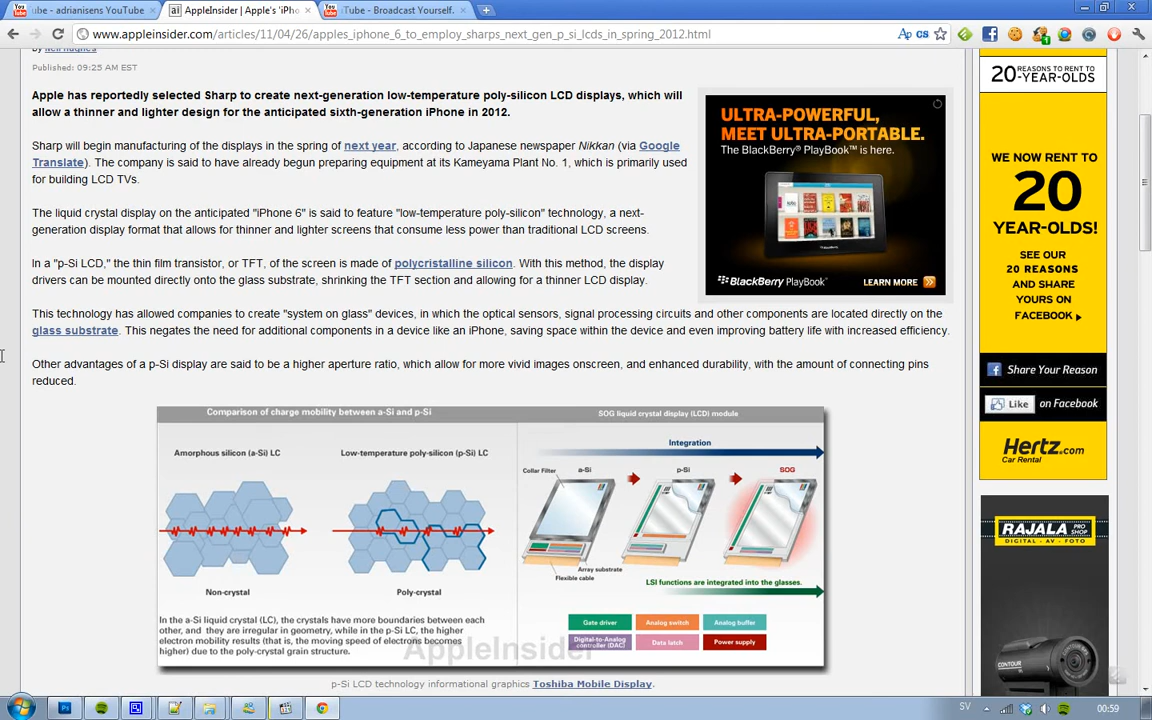 ube - adrianisens YouTube
AppleInsider | Apple's 'iPho
Tube - Broadcast Yourself.
www.appleinsider.com/articles/11/04/26/apples_iphone_6_to_employ_sharps_next_gen_p_si_lcds_in_spring_2012.html
By Neil Hughes
Published: 09:25 AM EST
Apple has reportedly selected Sharp to create next-generation low-temperature poly-silicon LCD displays, which will
allow a thinner and lighter design for the anticipated sixth-generation iPhone in 2012.
Sharp will begin manufacturing of the displays in the spring of next year, according to Japanese newspaper Nikkan (via Google
Translate). The company is said to have already begun preparing equipment at its Kameyama Plant No. 1, which is primarily used
for building LCD TVs.
The liquid crystal display on the anticipated "iPhone 6" is said to feature "low-temperature poly-silicon" technology, a next-
generation display format that allows for thinner and lighter screens that consume less power than traditional LCD screens.
In a "p-Si LCD," the thin film transistor, or TFT, of the screen is made of polycristalline silicon. With this method, the display
drivers can be mounted directly onto the glass substrate, shrinking the TFT section and allowing for a thinner LCD display.
This technology has allowed companies to create "system on glass" devices, in which the optical sensors, signal processing circuits and other components are located directly on the
glass substrate. This negates the need for additional components in a device like an iPhone, saving space within the device and even improving battery life with increased efficiency.
Other advantages of a p-Si display are said to be a higher aperture ratio, which allow for more vivid images onscreen, and enhanced durability, with the amount of connecting pins
reduced.
Comparison of charge mobility between a-Si and p-Si
Amorphous silicon (a-Si) LC
Low-temperature poly-silicon (p-Si) LC
Non-crystal
Poly-crystal
In the a-Si liquid crystal (LC), the crystals have more boundaries between each
other, and they are irregular in geometry, while in the p-Si LC, the higher
electron mobility results (that is, the moving speed of electrons becomes
higher) due to the poly-crystal grain structure.
SOG liquid crystal display (LCD) module
Integration
Collar Filter
a-Si
p-Si
SOG
Array substrate
Flexible cable
LSI functions are integrated into the glasses.
Gate driver
Analog switch
Analog buffer
Digital-to-Analog
controller (DAC)
Data latch
Power supply
AppleInsider
p-Si LCD technology informational graphics Toshiba Mobile Display.
ULTRA-POWERFUL,
MEET ULTRA-PORTABLE.
The BlackBerry® PlayBook™ is here.
BlackBerry PlayBook™
LEARN MORE
20 REASONS TO RENT TO
20-YEAR-OLDS
WE NOW RENT TO
20
YEAR-OLDS!
SEE OUR
20 REASONS
AND SHARE
YOURS ON
FACEBOOK
Share Your Reason
Like on Facebook
Hertz.com
Car Rental
RAJALA PRO SHOP
DIGITAL - AV - FOTO
CONTOUR
SV
00:59